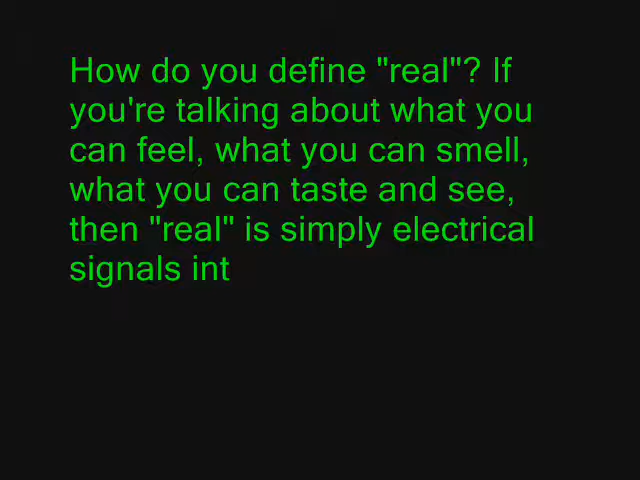 How do you define "real"? If
you're talking about what you
can feel, what you can smell,
what you can taste and see,
then "real" is simply electrical
signals int